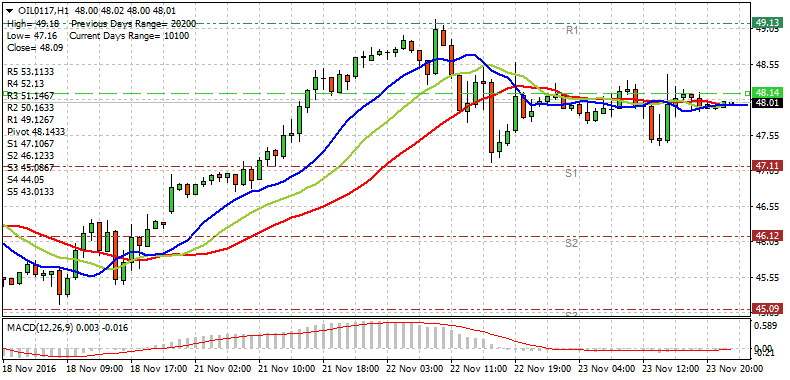 OIL0117,H1 48.00 48.02 48.00 48,01
High= 49.18 Previous Days Range= 20200
Low= 47.16 Current Days Range= 10100
Close= 48.09
R5 53.1133
R4 52.13
R3 51.1467
R2 50.1633
R1 49.1267
Pivot 48.1433
S1 47.1067
S2 46.1233
S3 45.0867
S4 44.05
S5 43.0133
R1
S1
S2
49.13
49.05
48.55
48.14
48.01
47.55
47.11
46.55
46.12
46.05
45.55
45.09
MACD(12,26,9) 0.003 -0.016
0.589
0.00
-0.21
18 Nov 2016 18 Nov 09:00 18 Nov 17:00 21 Nov 02:00 21 Nov 10:00 21 Nov 18:00 22 Nov 03:00 22 Nov 11:00 22 Nov 19:00 23 Nov 04:00 23 Nov 12:00 23 Nov 20:00